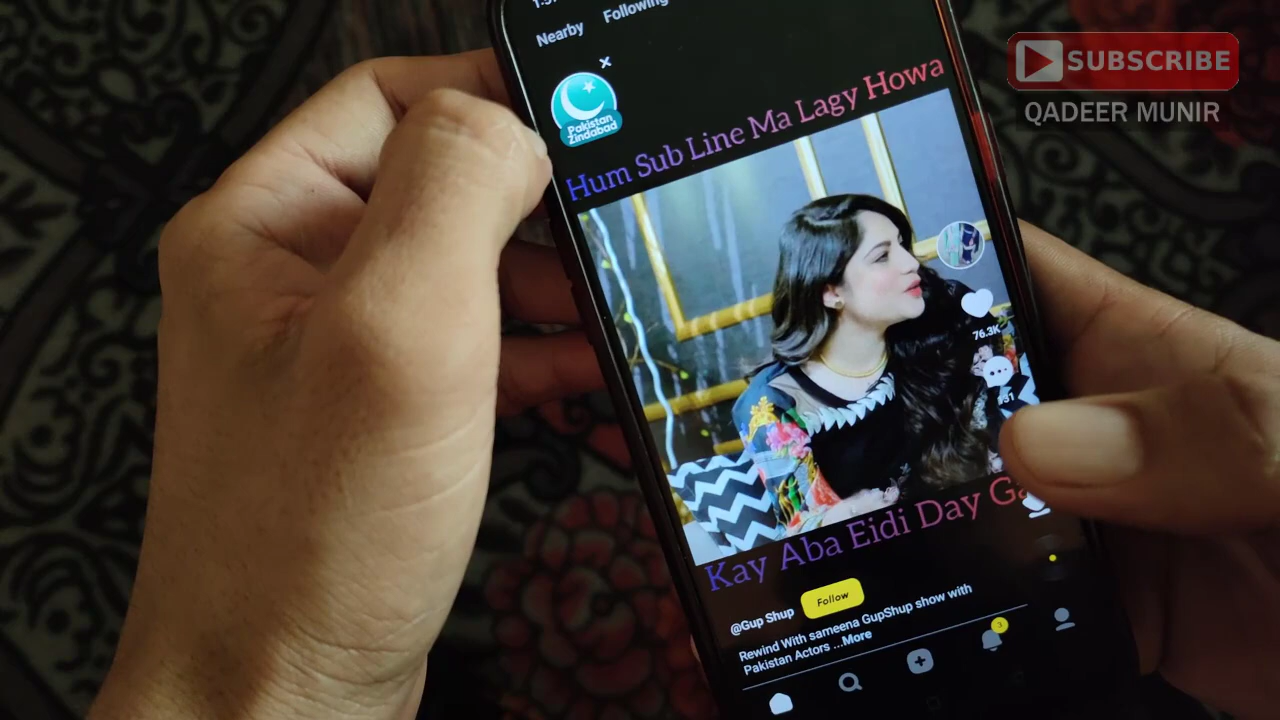 Nearby Following
SUBSCRIBE
QADEER MUNIR
Pakistan
Zindabad
Hum Sub Line Ma Lagy Howa
76.3K
Kay Aba Eidi Day
@Gup Shup Follow
Rewind With sameena GupShup show with
Pakistan Actors ...More
3